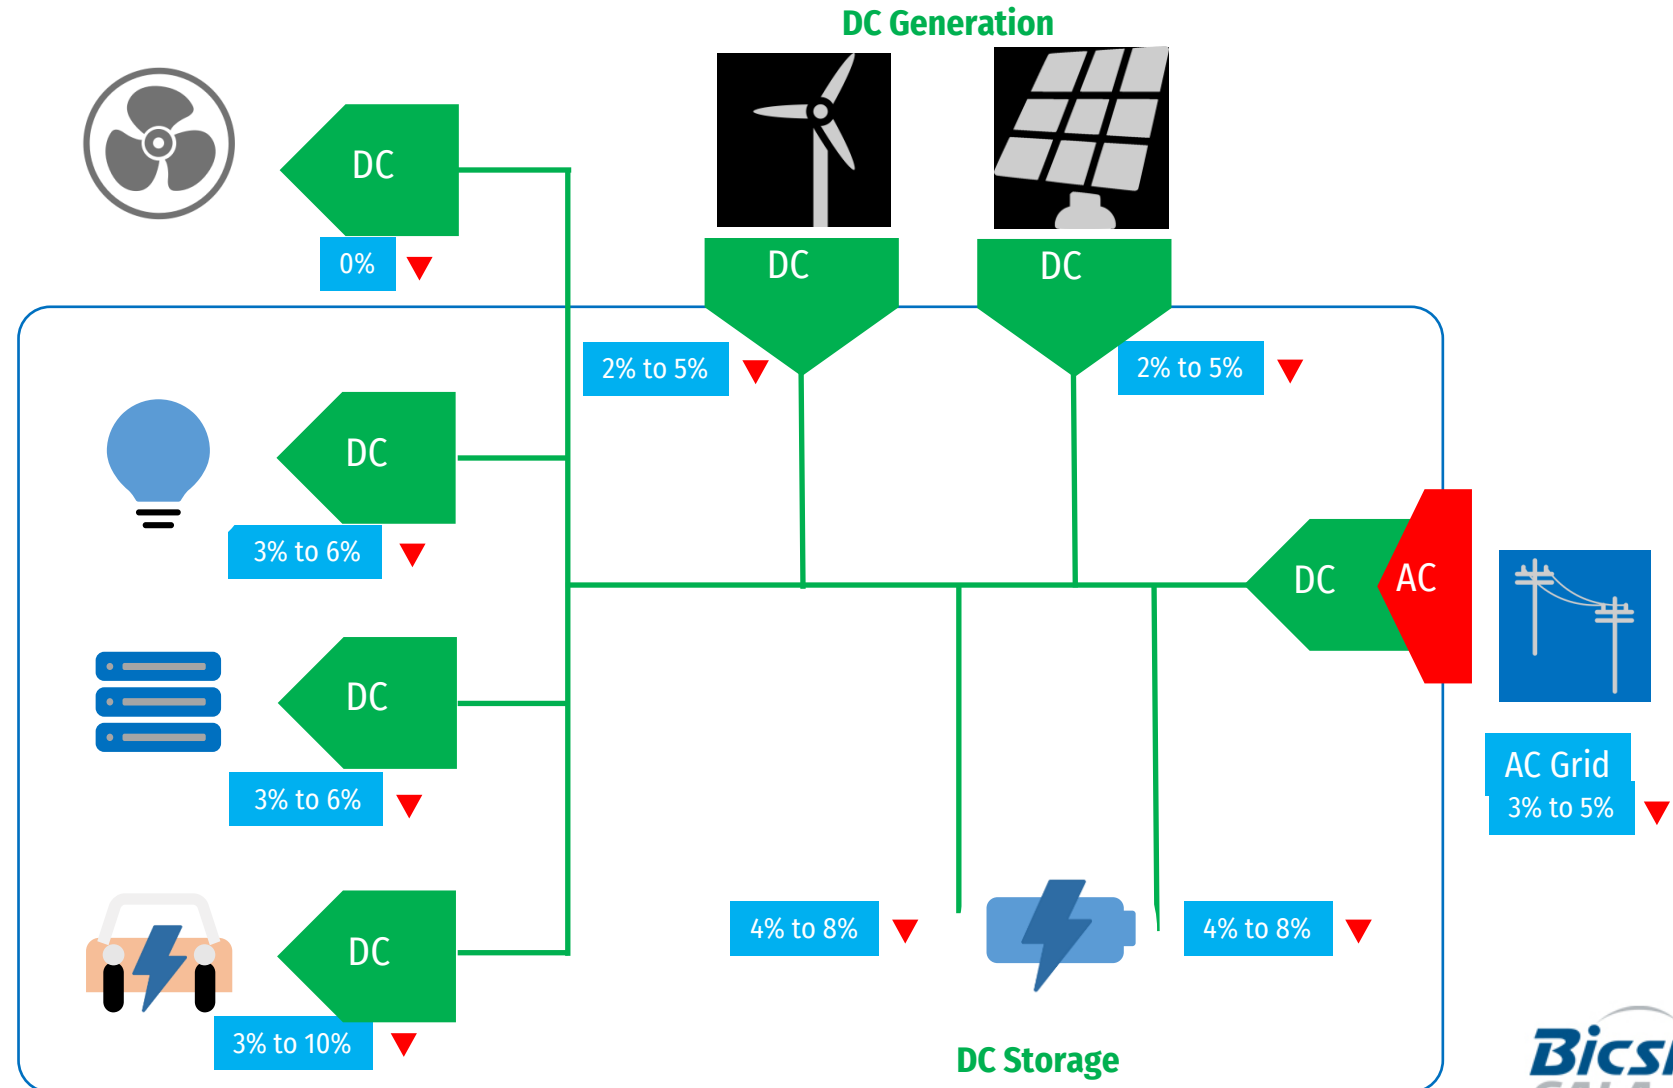 DC Generation
DC
0%
DC
DC
2% to 5%
2% to 5%
DC
3% to 6%
DC
AC
DC
3% to 6%
AC Grid
3% to 5%
DC
3% to 10%
4% to 8%
4% to 8%
DC Storage
Bicsi